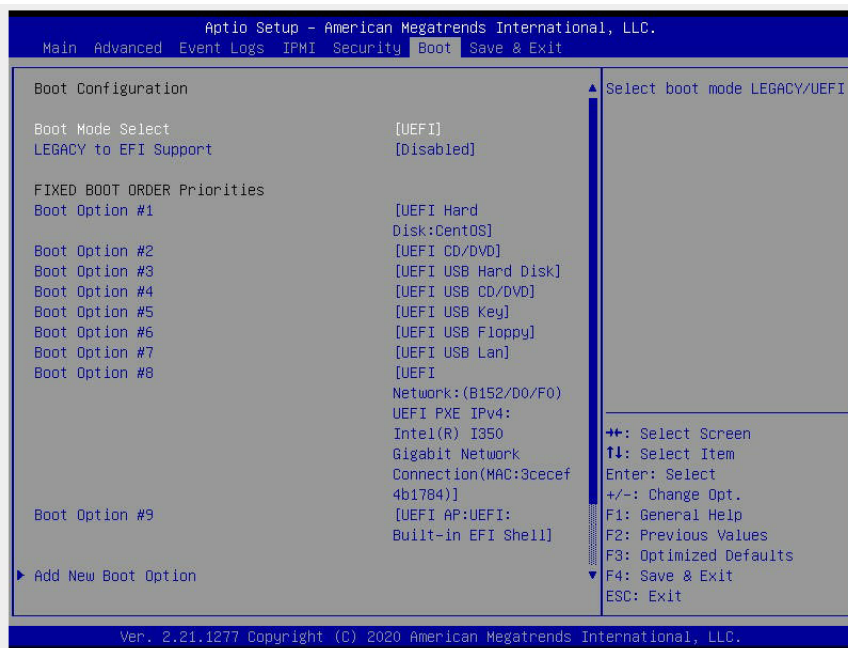 Aptio Setup – American Megatrends International, LLC.
Main Advanced Event Logs IPMI Security Boot Save & Exit
Boot Configuration
Select boot mode LEGACY/UEFI
Boot Mode Select [UEFI]
LEGACY to EFI Support [Disabled]
FIXED BOOT ORDER Priorities
Boot Option #1 [UEFI Hard
Disk:CentOS]
Boot Option #2 [UEFI CD/DVD]
Boot Option #3 [UEFI USB Hard Disk]
Boot Option #4 [UEFI USB CD/DVD]
Boot Option #5 [UEFI USB Key]
Boot Option #6 [UEFI USB Floppy]
Boot Option #7 [UEFI USB Lan]
Boot Option #8 [UEFI
Network:(B152/D0/F0)
UEFI PXE IPv4:
Intel(R) I350
Gigabit Network
Connection(MAC:3cecef
4b1784)]
Boot Option #9 [UEFI AP:UEFI:
Built-in EFI Shell]
Add New Boot Option
→←: Select Screen
↑↓: Select Item
Enter: Select
+/-: Change Opt.
F1: General Help
F2: Previous Values
F3: Optimized Defaults
F4: Save & Exit
ESC: Exit
Ver. 2.21.1277 Copyright (C) 2020 American Megatrends International, LLC.